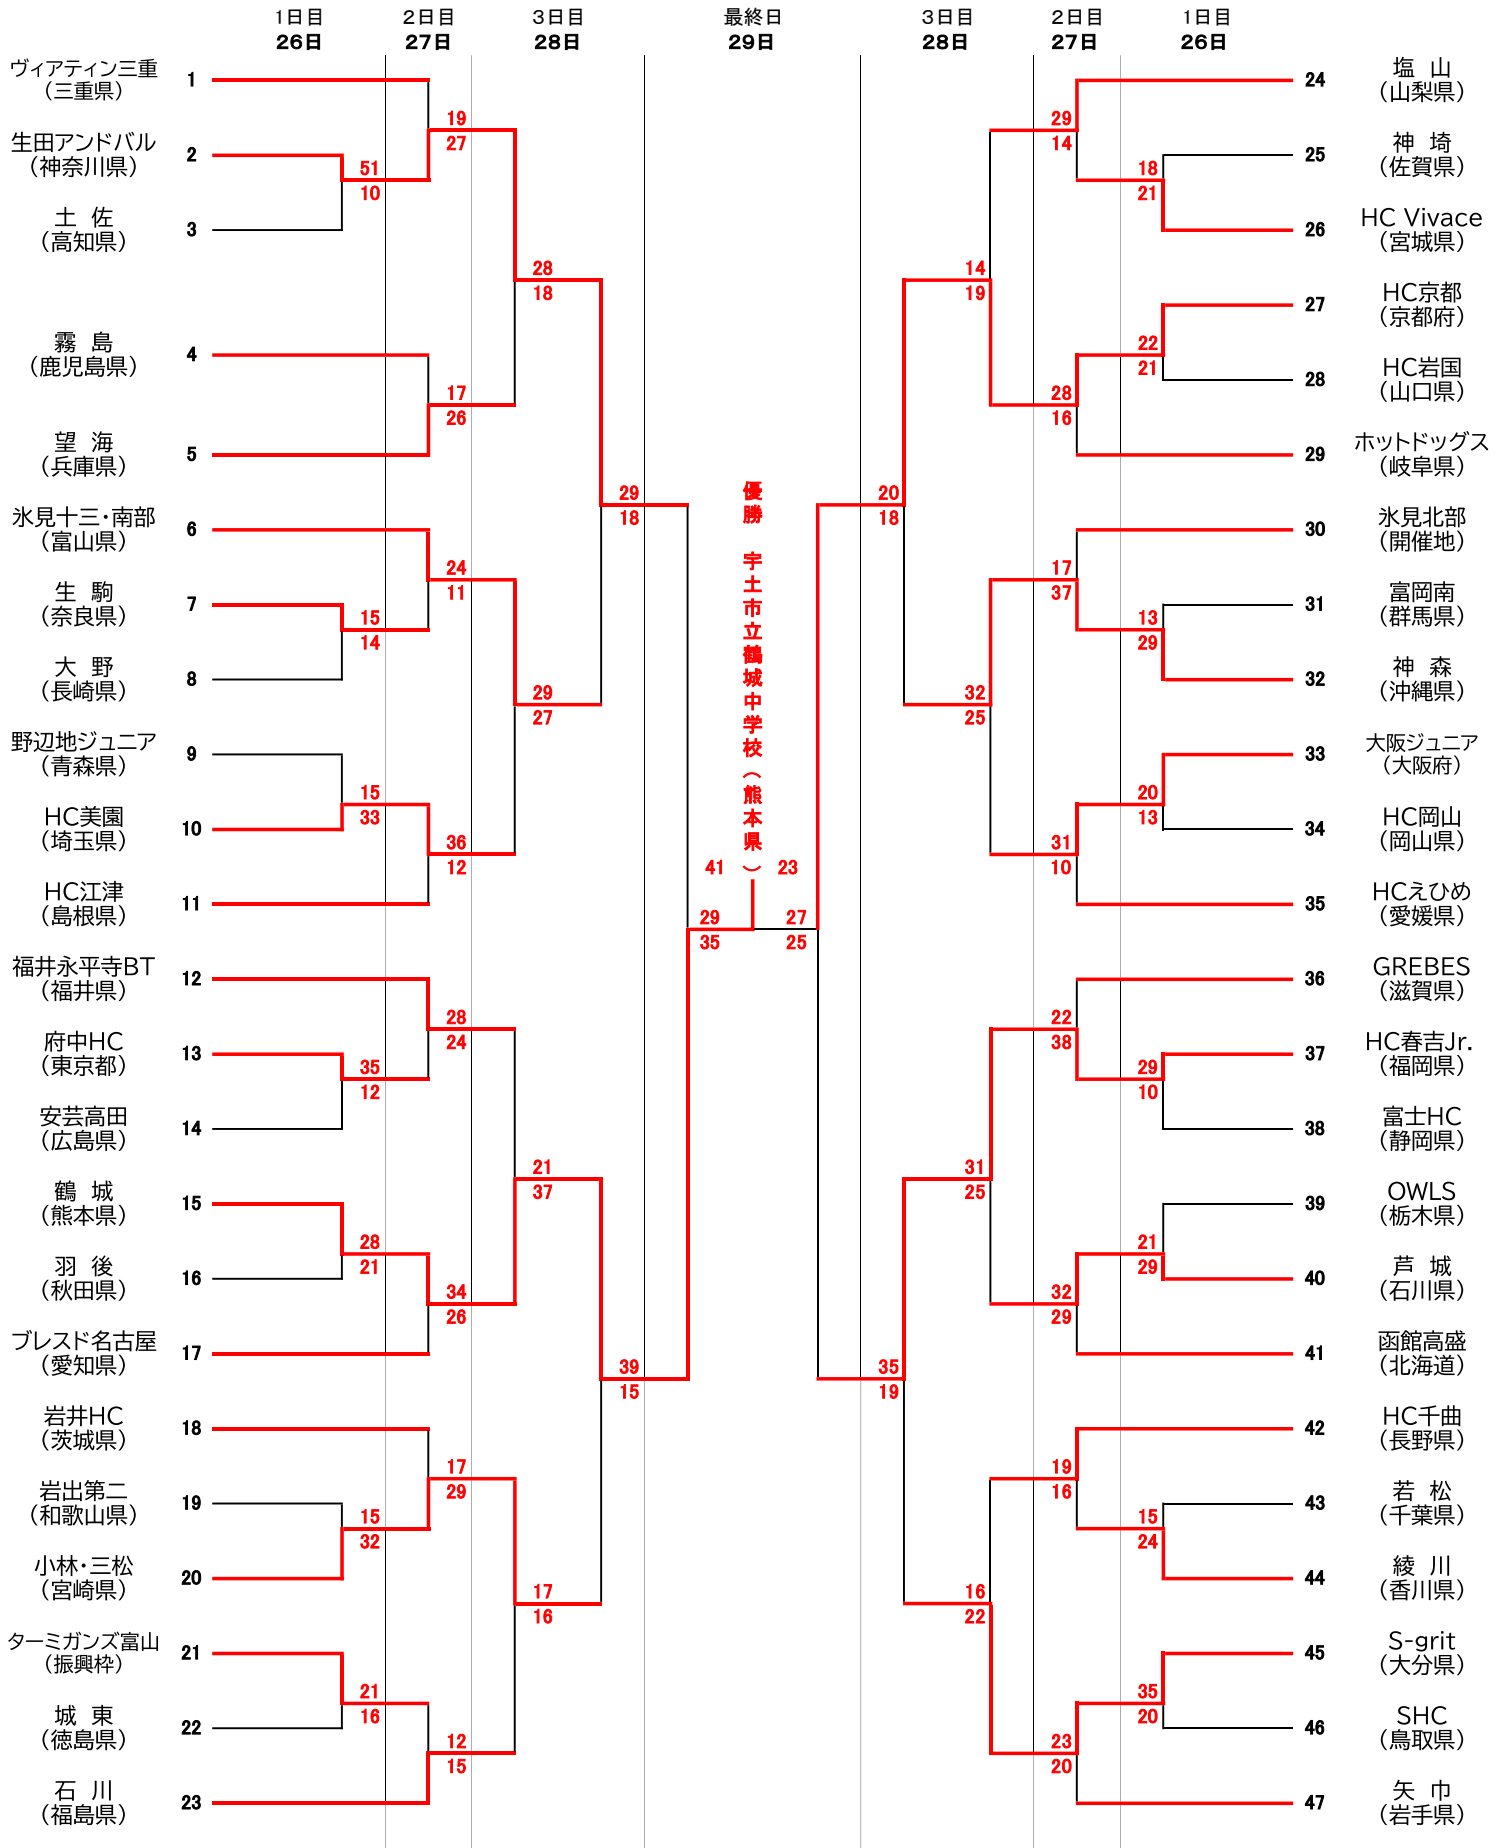 1日目
26日
2日目
27日
3日目
28日
最終日
29日
3日目
28日
2日目
27日
1日目
26日
ヴィアティン三重
（三重県）
1
生田アンドバル
（神奈川県）
2
土 佐
（高知県）
3
霧 島
（鹿児島県）
4
望 海
（兵庫県）
5
氷見十三・南部
（富山県）
6
生 駒
（奈良県）
7
大 野
（長崎県）
8
野辺地ジュニア
（青森県）
9
HC美園
（埼玉県）
10
HC江津
（島根県）
11
福井永平寺BT
（福井県）
12
府中HC
（東京都）
13
安芸高田
（広島県）
14
鶴 城
（熊本県）
15
羽 後
（秋田県）
16
ブレスド名古屋
（愛知県）
17
岩井HC
（茨城県）
18
岩出第二
（和歌山県）
19
小林・三松
（宮崎県）
20
ターミガンズ富山
（振興枠）
21
城 東
（徳島県）
22
石 川
（福島県）
23
51
10
15
14
15
33
35
12
28
21
15
32
21
16
19
27
17
26
24
11
36
12
28
24
34
26
17
29
12
15
28
18
29
27
21
37
17
16
29
18
39
15
29
35
優勝 宇土市立鶴城中学校（熊本県）
41
23
27
25
20
18
35
19
14
19
32
25
31
25
16
22
29
14
28
16
17
37
31
10
22
38
32
29
19
16
23
20
18
21
22
21
13
29
20
13
29
10
21
29
15
24
35
20
24
塩 山
（山梨県）
25
神 埼
（佐賀県）
26
HC Vivace
（宮城県）
27
HC京都
（京都府）
28
HC岩国
（山口県）
29
ホットドッグス
（岐阜県）
30
氷見北部
（開催地）
31
富岡南
（群馬県）
32
神 森
（沖縄県）
33
大阪ジュニア
（大阪府）
34
HC岡山
（岡山県）
35
HCえひめ
（愛媛県）
36
GREBES
（滋賀県）
37
HC春吉Jr.
（福岡県）
38
富士HC
（静岡県）
39
OWLS
（栃木県）
40
芦 城
（石川県）
41
函館高盛
（北海道）
42
HC千曲
（長野県）
43
若 松
（千葉県）
44
綾 川
（香川県）
45
S-grit
（大分県）
46
SHC
（鳥取県）
47
矢 巾
（岩手県）